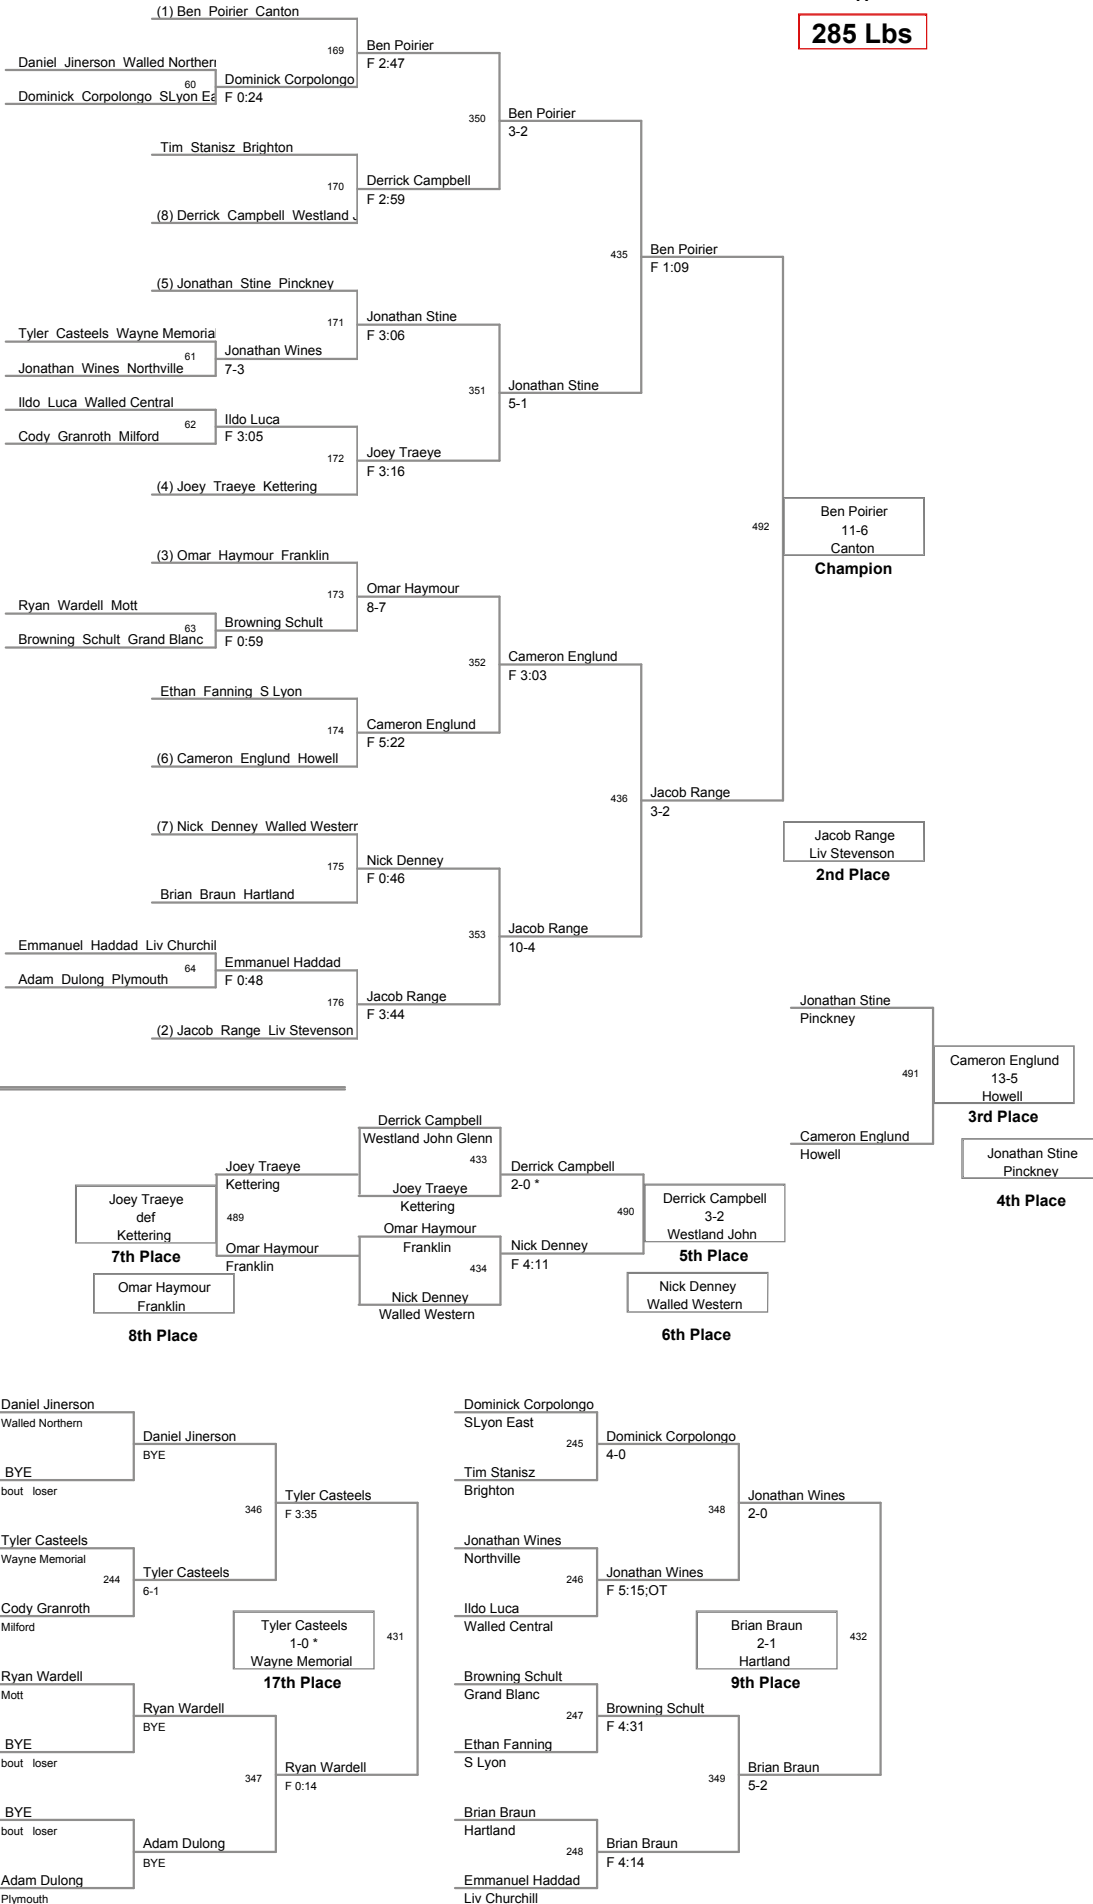 285 Lbs
(1) Ben Poirier Canton
169
Ben Poirier
F 2:47
Daniel Jinerson Walled Northern
60
Dominick Corpolongo
Dominick Corpolongo SLyon Ea
F 0:24
350
Ben Poirier
3-2
Tim Stanisz Brighton
170
Derrick Campbell
F 2:59
(8) Derrick Campbell Westland J
435
Ben Poirier
F 1:09
(5) Jonathan Stine Pinckney
171
Jonathan Stine
F 3:06
Tyler Casteels Wayne Memorial
61
Jonathan Wines
Jonathan Wines Northville
7-3
351
Jonathan Stine
5-1
Ildo Luca Walled Central
62
Ildo Luca
Cody Granroth Milford
F 3:05
172
Joey Traeye
F 3:16
(4) Joey Traeye Kettering
492
Ben Poirier
11-6
Canton
Champion
(3) Omar Haymour Franklin
173
Omar Haymour
8-7
Ryan Wardell Mott
63
Browning Schult
Browning Schult Grand Blanc
F 0:59
352
Cameron Englund
F 3:03
Ethan Fanning S Lyon
174
Cameron Englund
F 5:22
(6) Cameron Englund Howell
436
Jacob Range
3-2
(7) Nick Denney Walled Western
175
Nick Denney
F 0:46
Brian Braun Hartland
Jacob Range
Liv Stevenson
2nd Place
353
Jacob Range
10-4
Emmanuel Haddad Liv Churchil
64
Emmanuel Haddad
Adam Dulong Plymouth
F 0:48
176
Jacob Range
F 3:44
(2) Jacob Range Liv Stevenson
Jonathan Stine
Pinckney
491
Cameron Englund
13-5
Howell
3rd Place
Cameron Englund
Howell
Jonathan Stine
Pinckney
4th Place
Derrick Campbell
Westland John Glenn
433
Joey Traeye
Kettering
Derrick Campbell
2-0 *
Joey Traeye
Kettering
489
Joey Traeye
def
Kettering
7th Place
Omar Haymour
Franklin
Omar Haymour
Franklin
8th Place
Omar Haymour
Franklin
434
Nick Denney
Walled Western
Nick Denney
F 4:11
490
Derrick Campbell
3-2
Westland John
5th Place
Nick Denney
Walled Western
6th Place
Daniel Jinerson
Walled Northern
Daniel Jinerson
BYE
BYE
bout loser
346
Tyler Casteels
F 3:35
Tyler Casteels
Wayne Memorial
244
Tyler Casteels
6-1
Cody Granroth
Milford
Tyler Casteels
1-0 *
Wayne Memorial
17th Place
431
Ryan Wardell
Mott
Ryan Wardell
BYE
BYE
bout loser
347
Ryan Wardell
F 0:14
BYE
bout loser
Adam Dulong
BYE
Adam Dulong
Plymouth
Dominick Corpolongo
SLyon East
245
Dominick Corpolongo
4-0
Tim Stanisz
Brighton
348
Jonathan Wines
2-0
Jonathan Wines
Northville
246
Jonathan Wines
F 5:15;OT
Ildo Luca
Walled Central
Brian Braun
2-1
Hartland
9th Place
432
Browning Schult
Grand Blanc
247
Browning Schult
F 4:31
Ethan Fanning
S Lyon
349
Brian Braun
5-2
Brian Braun
Hartland
248
Brian Braun
F 4:14
Emmanuel Haddad
Liv Churchill